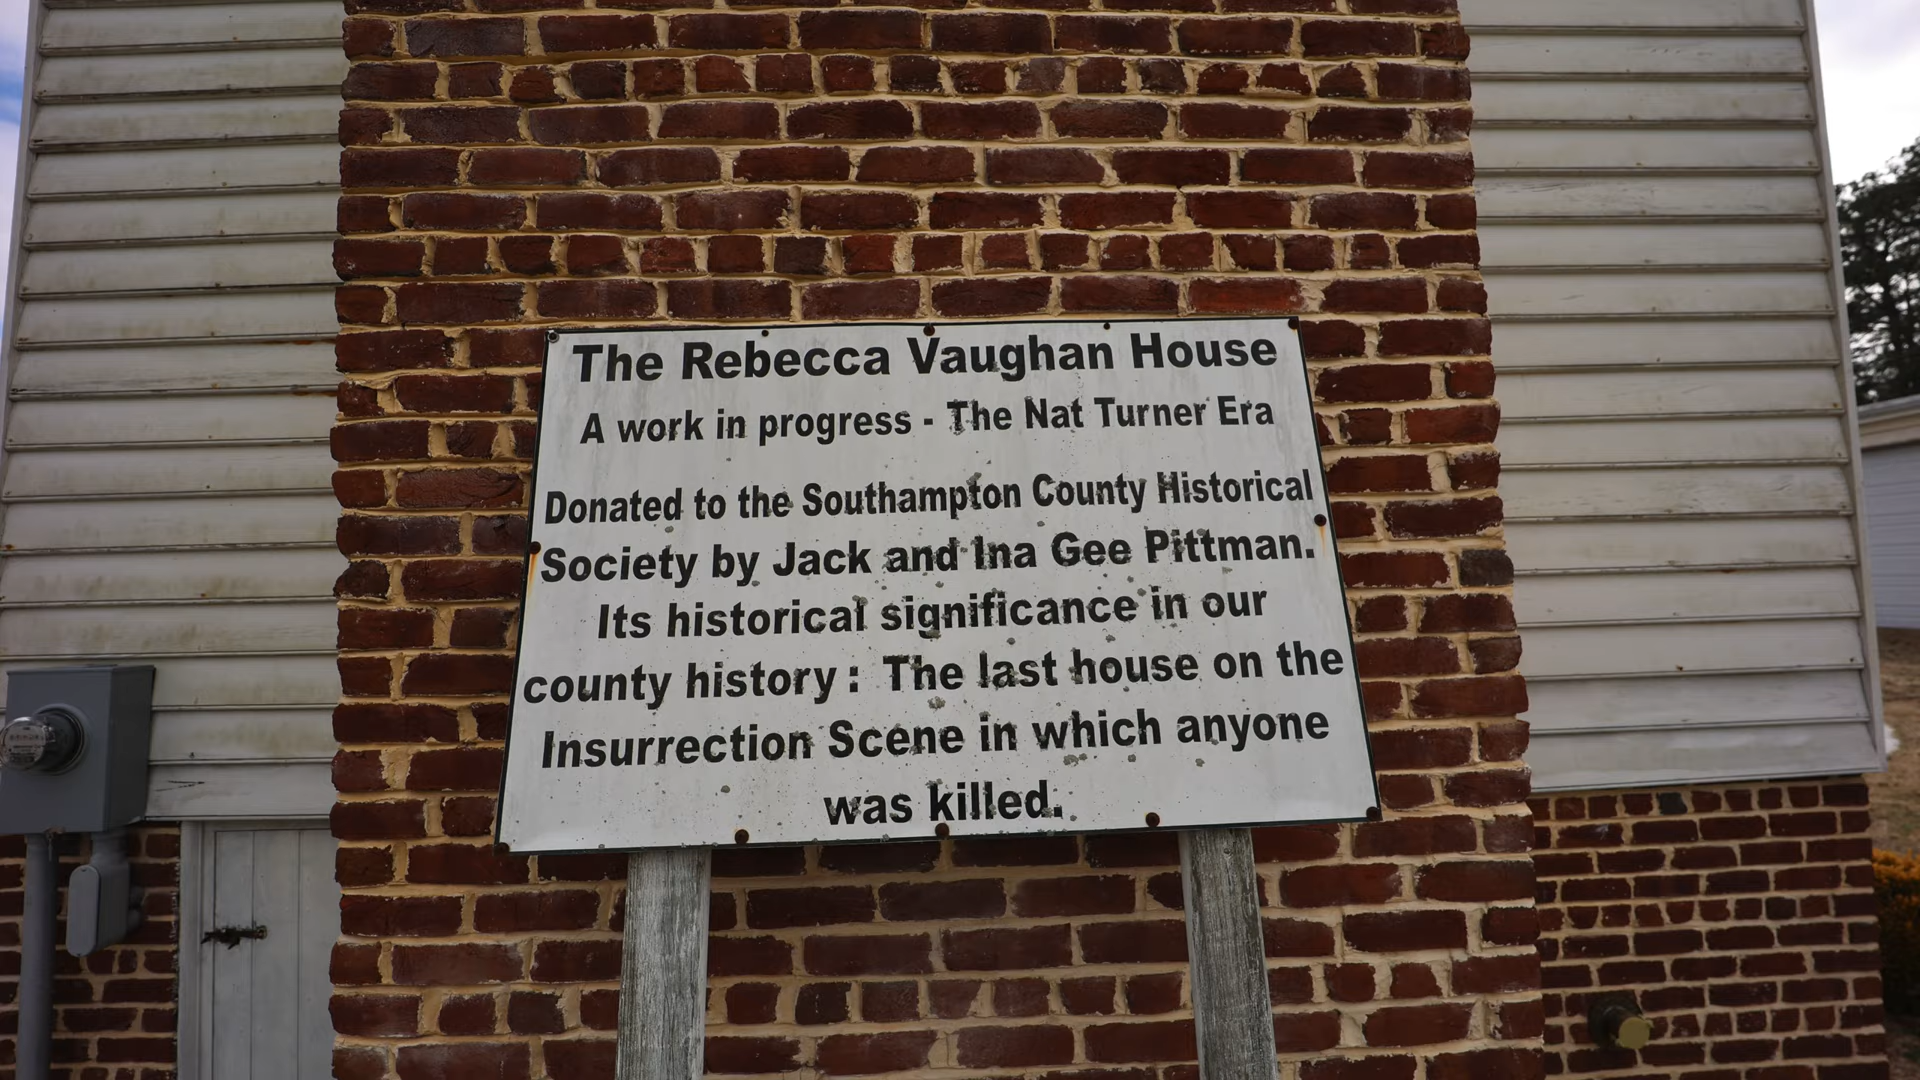 The Rebecca Vaughan House
A work in progress - The Nat Turner Era
Donated to the Southampton County Historical
Society by Jack and Ina Gee Pittman.
Its historical significance in our
county history : The last house on the
Insurrection Scene in which anyone
was killed.